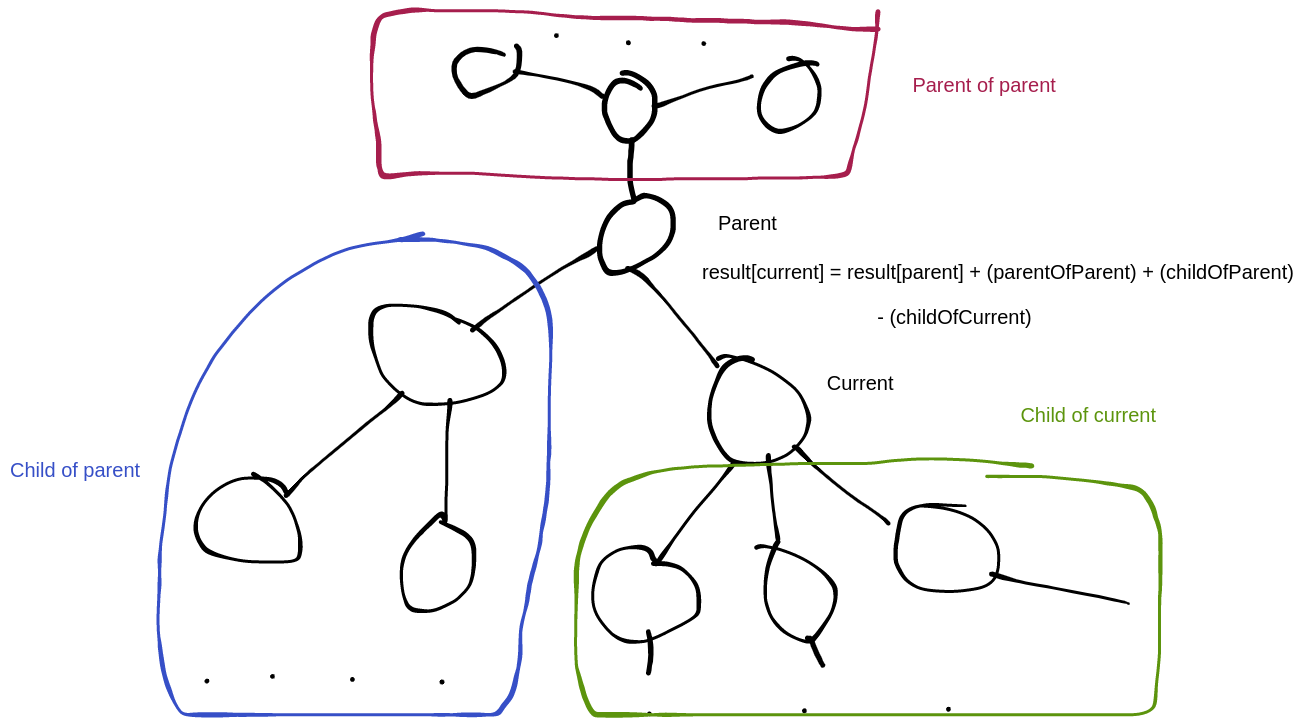 Parent of parent
Parent
result[current] = result[parent] + (parentOfParent) + (childOfParent)
- (childOfCurrent)
Current
Child of current
Child of parent